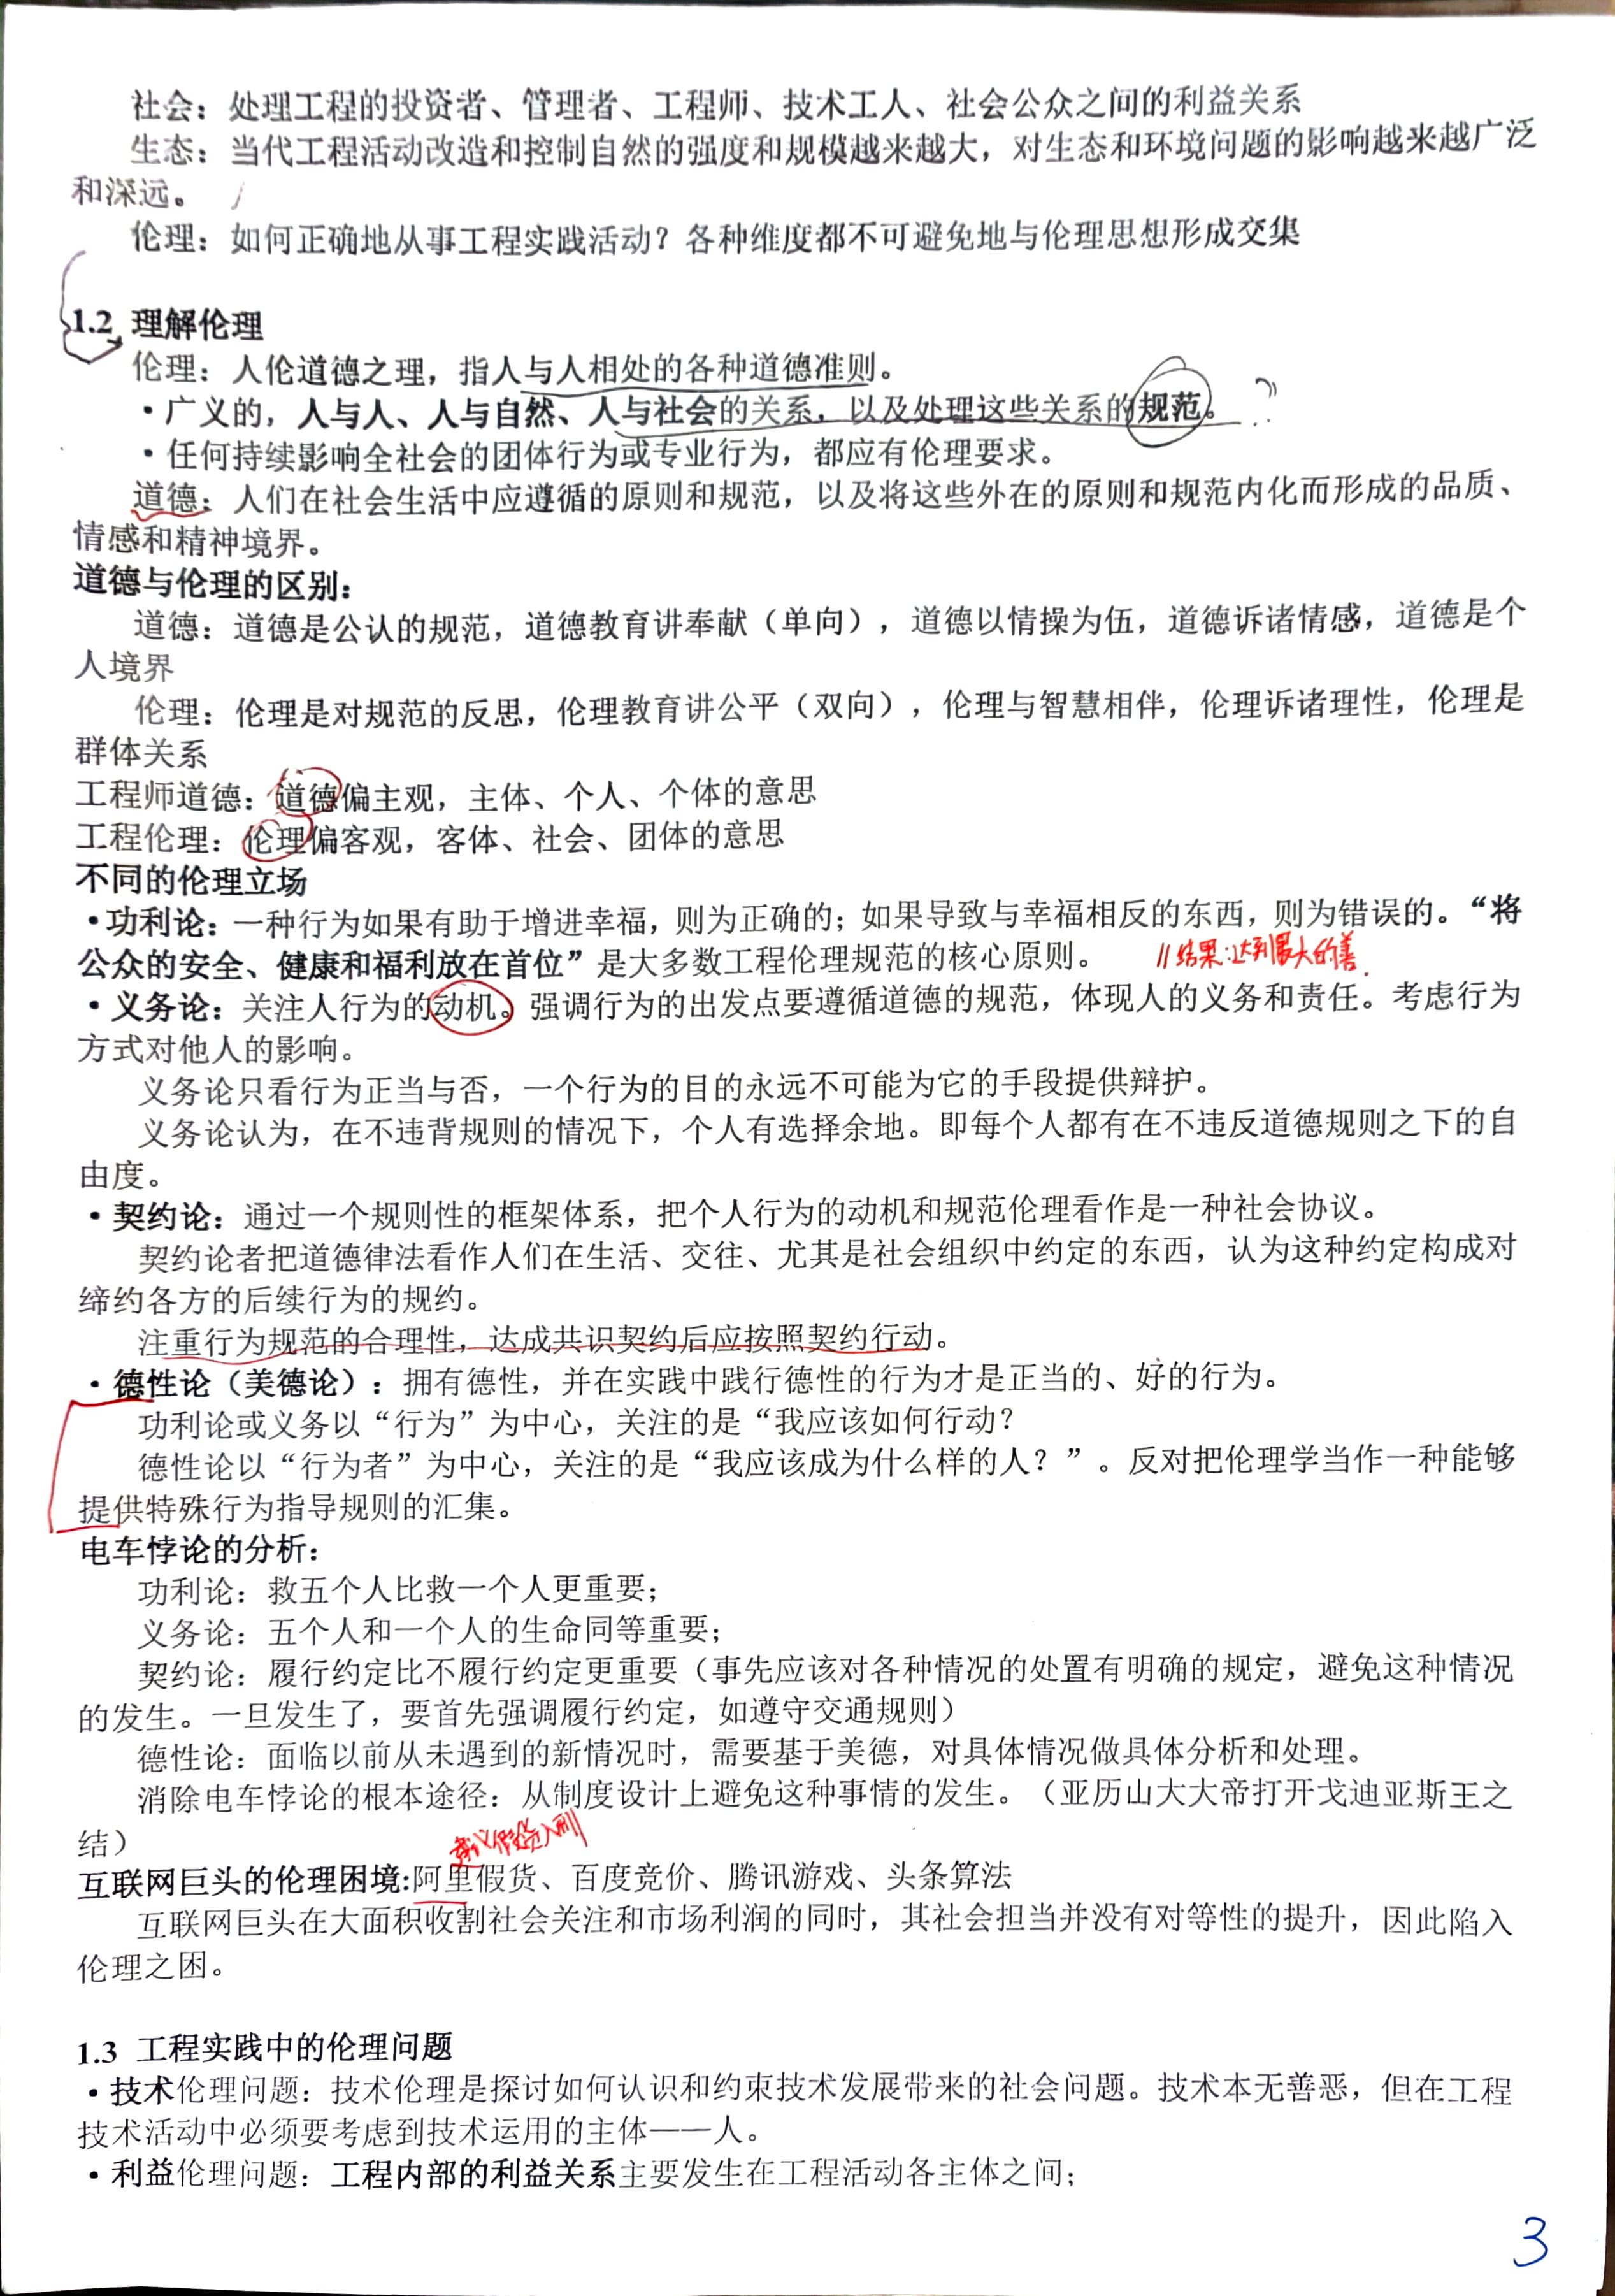 社会：处理工程的投资者、管理者、工程师、技术工人、社会公众之间的利益关系
生态：当代工程活动改造和控制自然的强度和规模越来越大，对生态和环境问题的影响越来越广泛
和深远。
伦理：如何正确地从事工程实践活动？各种维度都不可避免地与伦理思想形成交集
1.2 理解伦理
伦理：人伦道德之理，指人与人相处的各种道德准则。
•广义的，人与人、人与自然、人与社会的关系，以及处理这些关系的规范。
•任何持续影响全社会的团体行为或专业行为，都应有伦理要求。
道德：人们在社会生活中应遵循的原则和规范，以及将这些外在的原则和规范内化而形成的品质、
情感和精神境界。
道德与伦理的区别：
道德：道德是公认的规范，道德教育讲奉献（单向），道德以情操为伍，道德诉诸情感，道德是个
人境界
伦理：伦理是对规范的反思，伦理教育讲公平（双向），伦理与智慧相伴，伦理诉诸理性，伦理是
群体关系
工程师道德：道德偏主观，主体、个人、个体的意思
工程伦理：伦理偏客观，客体、社会、团体的意思
不同的伦理立场
•功利论：一种行为如果有助于增进幸福，则为正确的；如果导致与幸福相反的东西，则为错误的。“将
公众的安全、健康和福利放在首位”是大多数工程伦理规范的核心原则。 //结果：达到最大的善.
•义务论：关注人行为的动机。强调行为的出发点要遵循道德的规范，体现人的义务和责任。考虑行为
方式对他人的影响。
义务论只看行为正当与否，一个行为的目的永远不可能为它的手段提供辩护。
义务论认为，在不违背规则的情况下，个人有选择余地。即每个人都有在不违反道德规则之下的自
由度。
•契约论：通过一个规则性的框架体系，把个人行为的动机和规范伦理看作是一种社会协议。
契约论者把道德律法看作人们在生活、交往、尤其是社会组织中约定的东西，认为这种约定构成对
缔约各方的后续行为的规约。
注重行为规范的合理性，达成共识契约后应按照契约行动。
•德性论（美德论）：拥有德性，并在实践中践行德性的行为才是正当的、好的行为。
功利论或义务以“行为”为中心，关注的是“我应该如何行动？
德性论以“行为者”为中心，关注的是“我应该成为什么样的人？”。反对把伦理学当作一种能够
提供特殊行为指导规则的汇集。
电车悖论的分析：
功利论：救五个人比救一个人更重要；
义务论：五个人和一个人的生命同等重要；
契约论：履行约定比不履行约定更重要（事先应该对各种情况的处置有明确的规定，避免这种情况
的发生。一旦发生了，要首先强调履行约定，如遵守交通规则）
德性论：面临以前从未遇到的新情况时，需要基于美德，对具体情况做具体分析和处理。
消除电车悖论的根本途径：从制度设计上避免这种事情的发生。（亚历山大大帝打开戈迪亚斯王之
结）
建议假货入刑
互联网巨头的伦理困境:阿里假货、百度竞价、腾讯游戏、头条算法
互联网巨头在大面积收割社会关注和市场利润的同时，其社会担当并没有对等性的提升，因此陷入
伦理之困。
1.3 工程实践中的伦理问题
•技术伦理问题：技术伦理是探讨如何认识和约束技术发展带来的社会问题。技术本无善恶，但在工程
技术活动中必须要考虑到技术运用的主体——人。
•利益伦理问题：工程内部的利益关系主要发生在工程活动各主体之间；
3